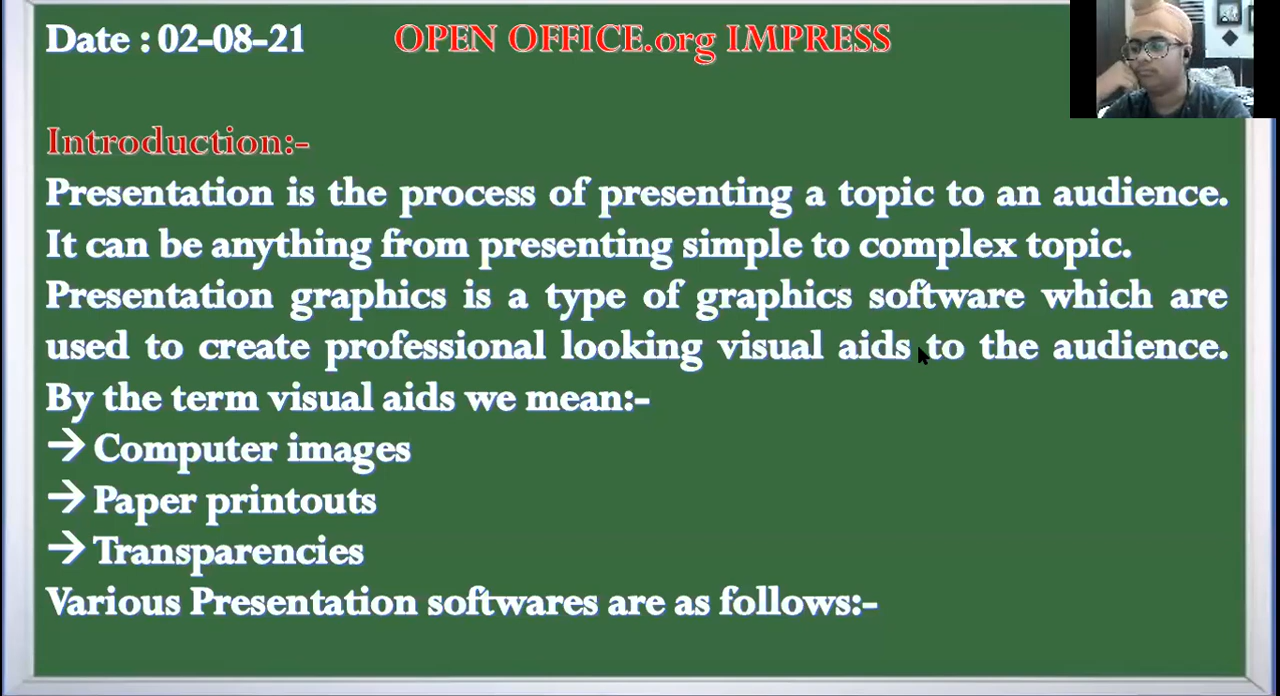 Date : 02-08-21 OPEN OFFICE.org IMPRESS
Introduction:-
Presentation is the process of presenting a topic to an audience.
It can be anything from presenting simple to complex topic.
Presentation graphics is a type of graphics software which are
used to create professional looking visual aids to the audience.
By the term visual aids we mean:-
→ Computer images
→ Paper printouts
→ Transparencies
Various Presentation softwares are as follows:-